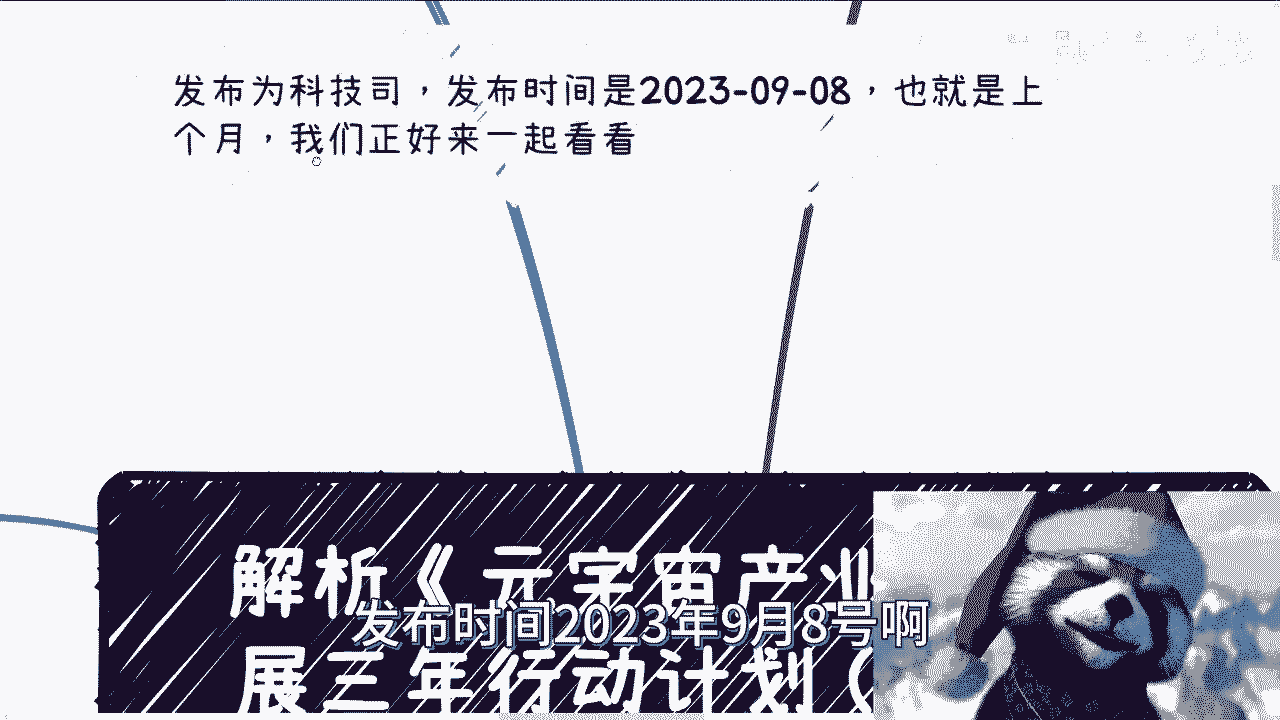 发布为科技司，发布时间是2023-09-08，也就是上
个月，我们正好来一起看看
解析《元宇宙产业
发布时间2023年9月8号啊
展三年行动计划（